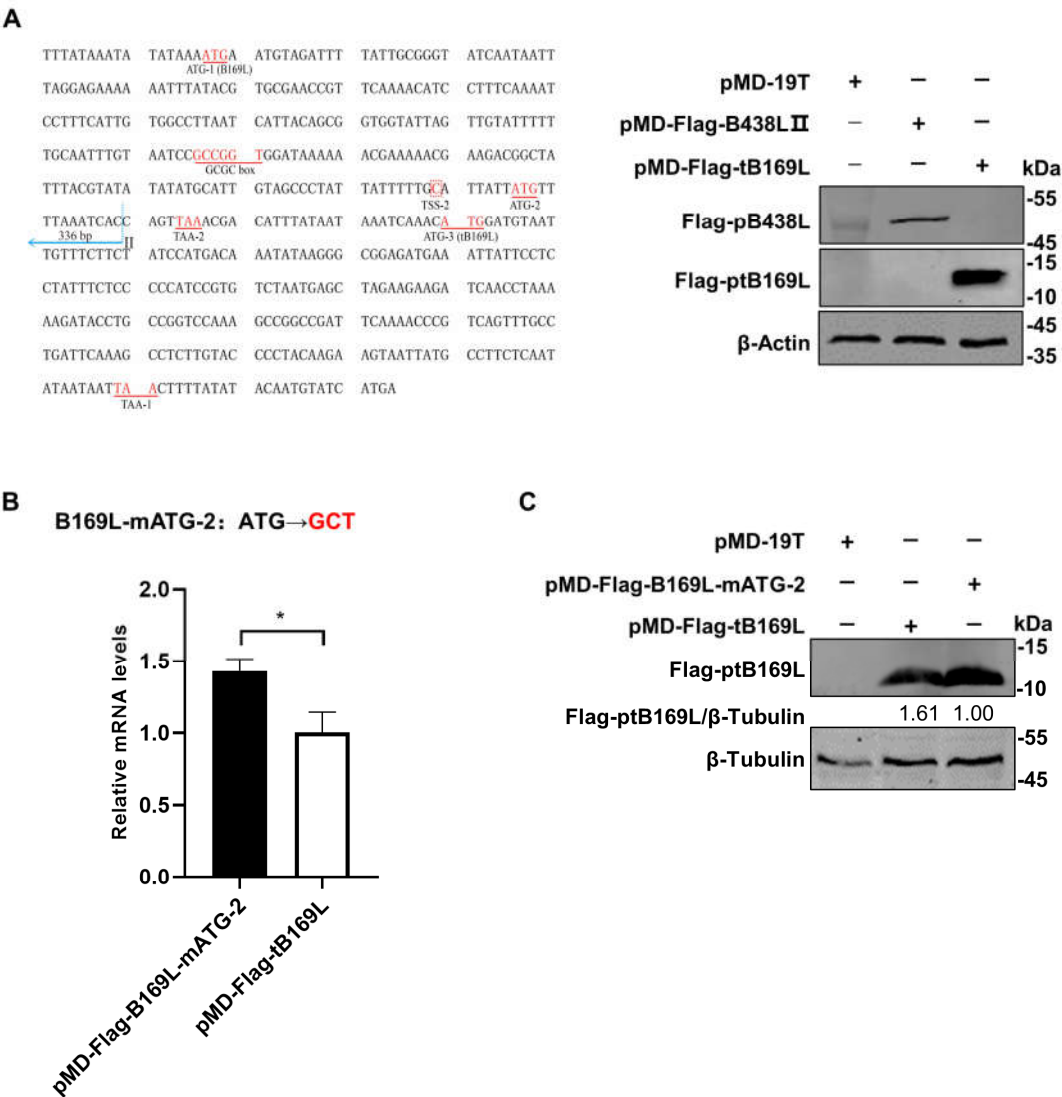 A
TTTATAAATA TATAAAATGA ATGTAGATTT TATTGCGGGT ATCAATAATT
ATG-1 (B169L)
TAGGAGAAAA AATTTATACG TGCGAACCGT TCAAAACATC CTTTCAAAAT
CCTTTCATTG TGGCCTTAAT CATTACAGCG GTGGTATTAG TTGTATTTTT
TGCAATTTGT AATCCGCCGG TGGATAAAAA ACGAAAAACG AAGACGGCTA
GCGC box
TTTACGTATA TATATGCATT GTAGCCCTAT TATTTTTGCA TTATTATGTT
TSS-2 ATG-2
TTAAATCACC AGTTAAACGA CATTTATAAT AAATCAAACA TGGATGTAAT
336 bp II TAA-2 ATG-3 (tB169L)
TGTTTCTTCT ATCCATGACA AATATAAGGG CGGAGATGAA ATTATTCCTC
CTATTTCTCC CCCATCCGTG TCTAATGAGC TAGAAGAAGA TCAACCTAAA
AAGATACCTG CCGGTCCAAA GCCGGCCGAT TCAAAACCCG TCAGTTTGCC
TGATTCAAAG CCTCTTGTAC CCCTACAAGA AGTAATTATG CCTTCTCAAT
ATAATAATTA ACTTTTATAT ACAATGTATC ATGA
TAA-1
pMD-19T + − −
pMD-Flag-B438LⅡ − + −
pMD-Flag-tB169L − − + kDa
-55
Flag-pB438L
-45
-15
Flag-ptB169L
-10
-45
β-Actin
-35
B
B169L-mATG-2: ATG→GCT
Relative mRNA levels
2.0
1.5
1.0
0.5
0.0
*
pMD-Flag-B169L-mATG-2
pMD-Flag-tB169L
C
pMD-19T + − −
pMD-Flag-B169L-mATG-2 − − +
pMD-Flag-tB169L − + − kDa
-15
Flag-ptB169L
-10
Flag-ptB169L/β-Tubulin 1.61 1.00
-55
β-Tubulin
-45